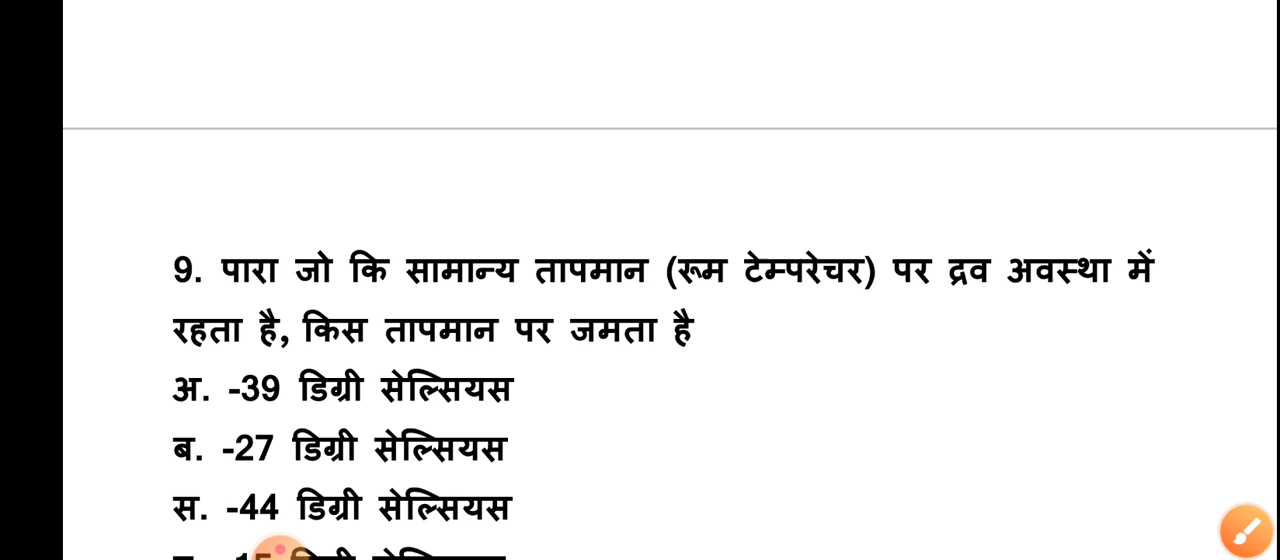 9. पारा जो कि सामान्य तापमान (रूम टेम्परेचर) पर द्रव अवस्था में
रहता है, किस तापमान पर जमता है
अ. -39 डिग्री सेल्सियस
ब. -27 डिग्री सेल्सियस
स. -44 डिग्री सेल्सियस